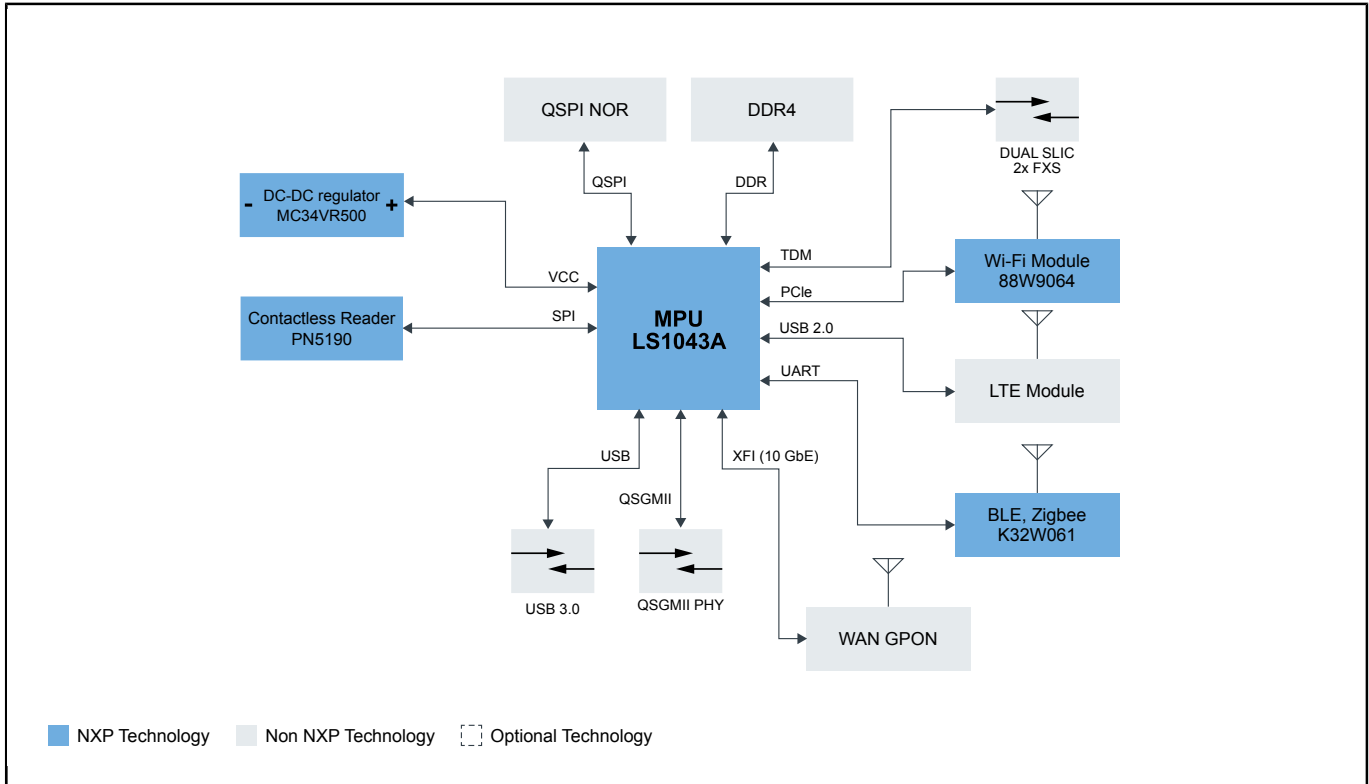 QSPI NOR
DDR4
DUAL SLIC
2x FXS
QSPI
DDR
- DC-DC regulator +
MC34VR500
TDM
Wi-Fi Module
88W9064
VCC
PCIe
Contactless Reader
PN5190
SPI
MPU
LS1043A
USB 2.0
UART
LTE Module
USB
XFI (10 GbE)
QSGMII
BLE, Zigbee
K32W061
USB 3.0
QSGMII PHY
WAN GPON
NXP Technology
Non NXP Technology
Optional Technology